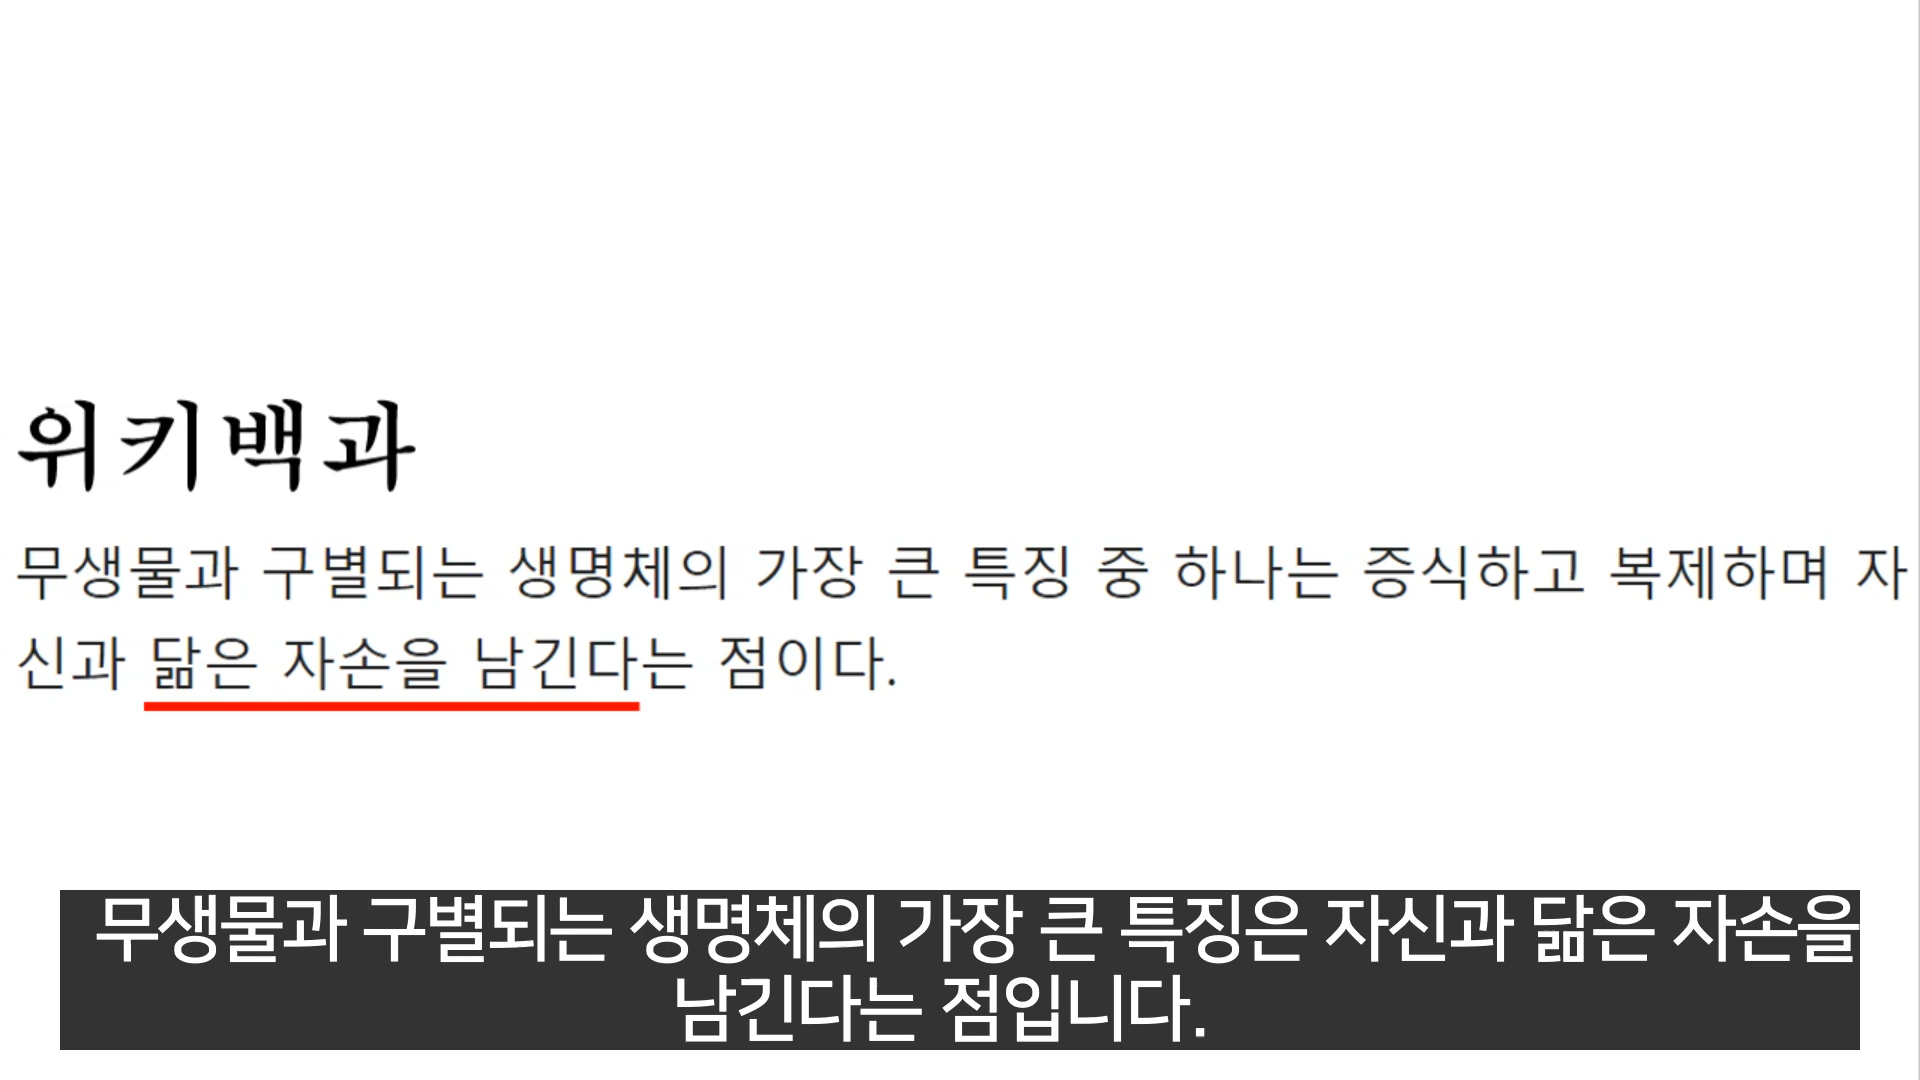 위키백과
무생물과 구별되는 생명체의 가장 큰 특징 중 하나는 증식하고 복제하며 자
신과 닮은 자손을 남긴다는 점이다.
무생물과 구별되는 생명체의 가장 큰 특징은 자신과 닮은 자손을
남긴다는 점입니다.